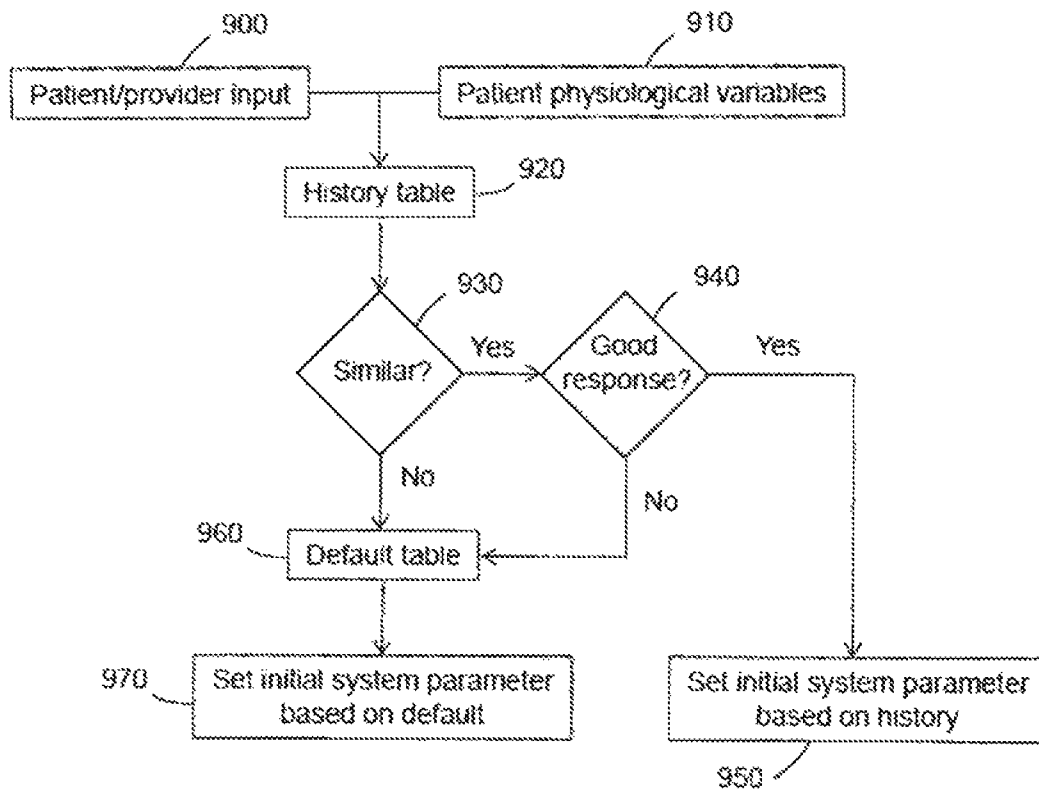 900
910
Patient/provider input
Patient physiological variables
920
History table
930
940
Similar?
Yes
Good
response?
Yes
No
No
960
Default table
970
Set initial system parameter
based on default
Set initial system parameter
based on history
950